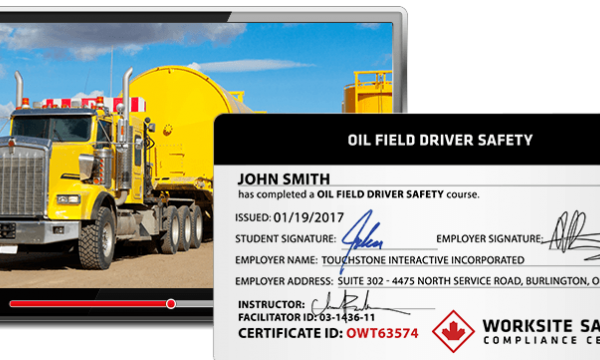 OIL FIELD DRIVER SAFETY
JOHN SMITH
has completed a OIL FIELD DRIVER SAFETY course.
ISSUED: 01/19/2017
STUDENT SIGNATURE: John EMPLOYER SIGNATURE:
EMPLOYER NAME: TOUCHSTONE INTERACTIVE INCORPORATED
EMPLOYER ADDRESS: SUITE 302 - 4475 NORTH SERVICE ROAD, BURLINGTON, O
INSTRUCTOR:
FACILITATOR ID: 03-1436-11
CERTIFICATE ID: OWT63574
WORKSITE SA
COMPLIANCE CE